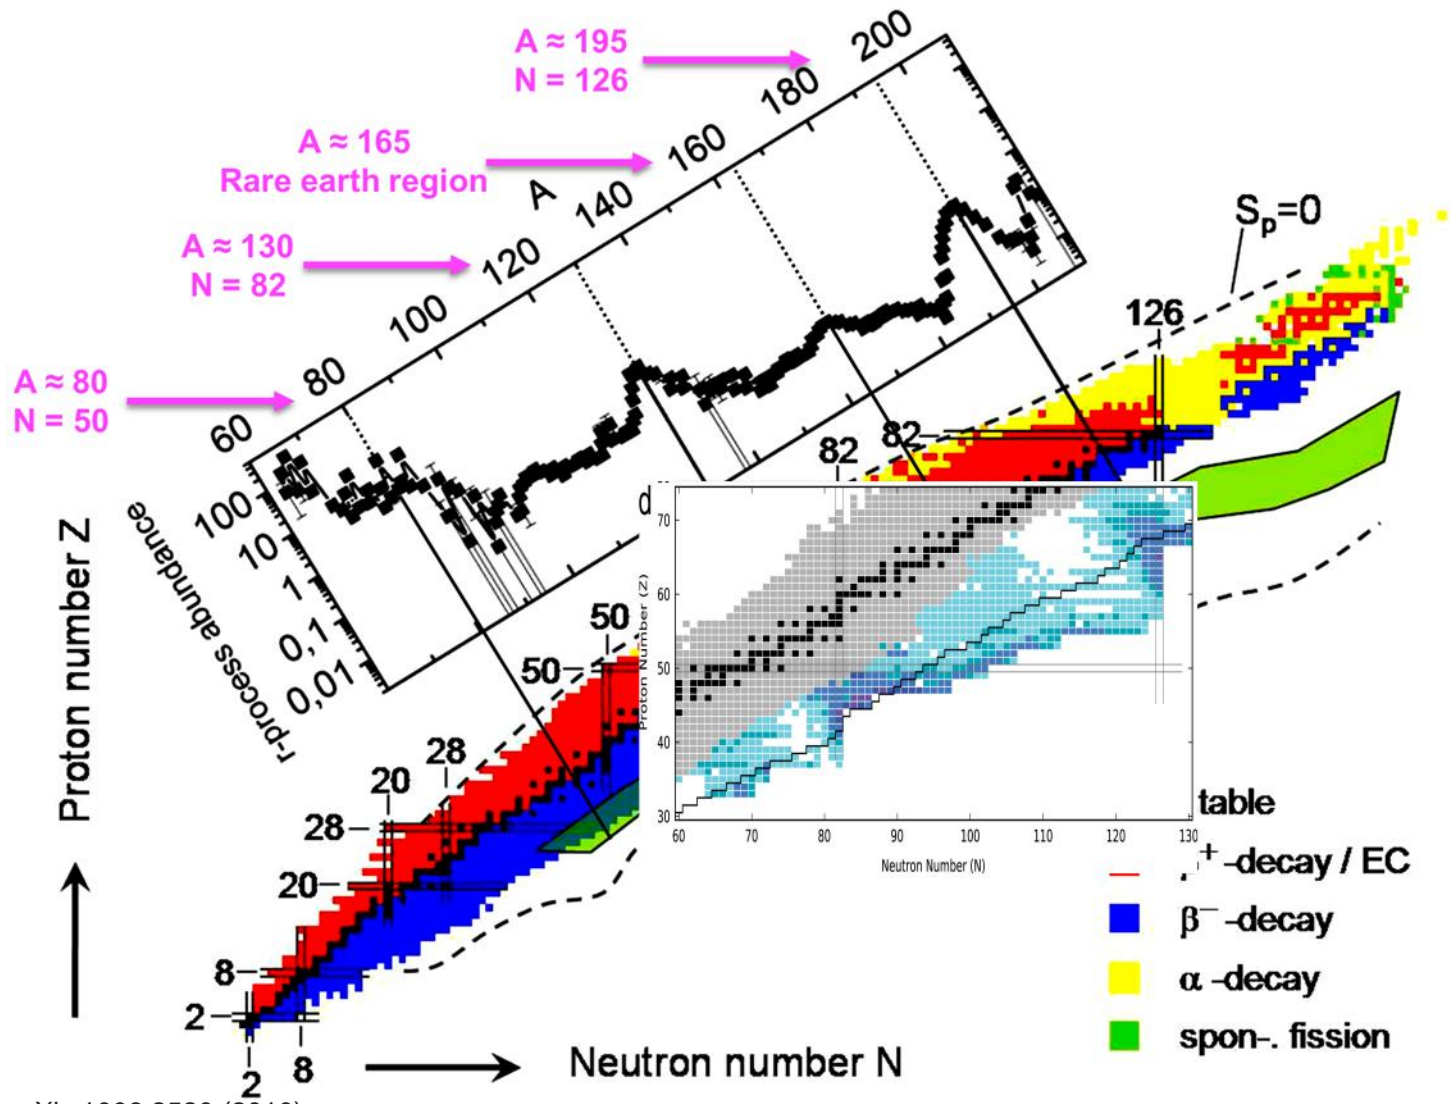 A ≈ 195
N = 126
A ≈ 165
Rare earth region
A ≈ 130
N = 82
A ≈ 80
N = 50
A
60
80
100
120
140
160
180
200
r-process abundance
100
10
1
0,1
0,01
Sp=0
126
82
82
50
50
28
28
20
20
8
8
2
2
Proton number Z
Neutron number N
d
Proton Number (Z)
70
60
50
40
30
60
70
80
90
100
110
120
130
Neutron Number (N)
table
+ -decay / EC
β− -decay
α -decay
spon-. fission